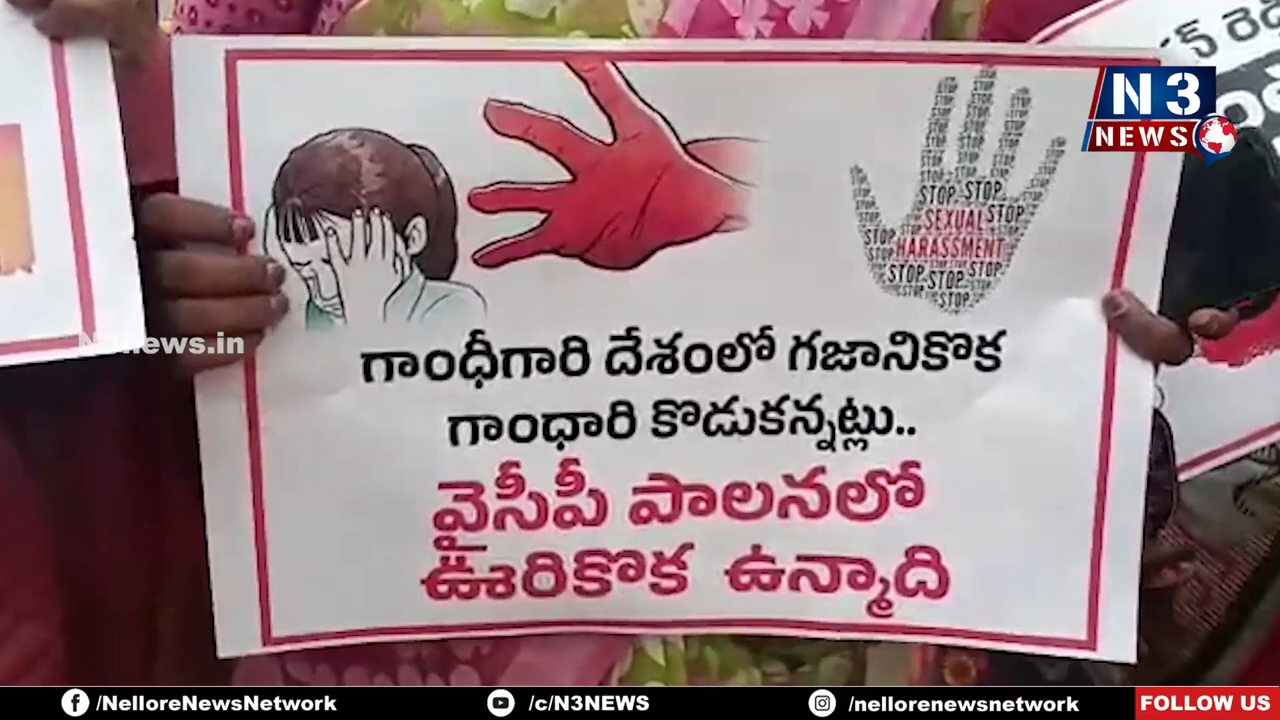 N3
NEWS
STOP
SEXUAL
HARASSMENT
గాంధీగారి దేశంలో గజానికొక
గాంధారి కొడుకన్నట్లు..
వైసీపీ పాలనలో
ఊరికొక ఉన్మాది
/NelloreNewsNetwork
/c/N3NEWS
/nellorenewsnetwork
FOLLOW US